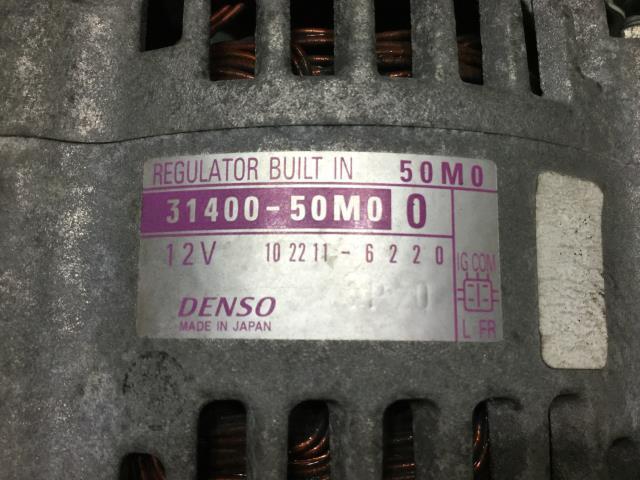 REGULATOR BUILT IN 50M0
31400-50M0 0
12V 102211-6220
IG COM
L FR
DENSO
MADE IN JAPAN